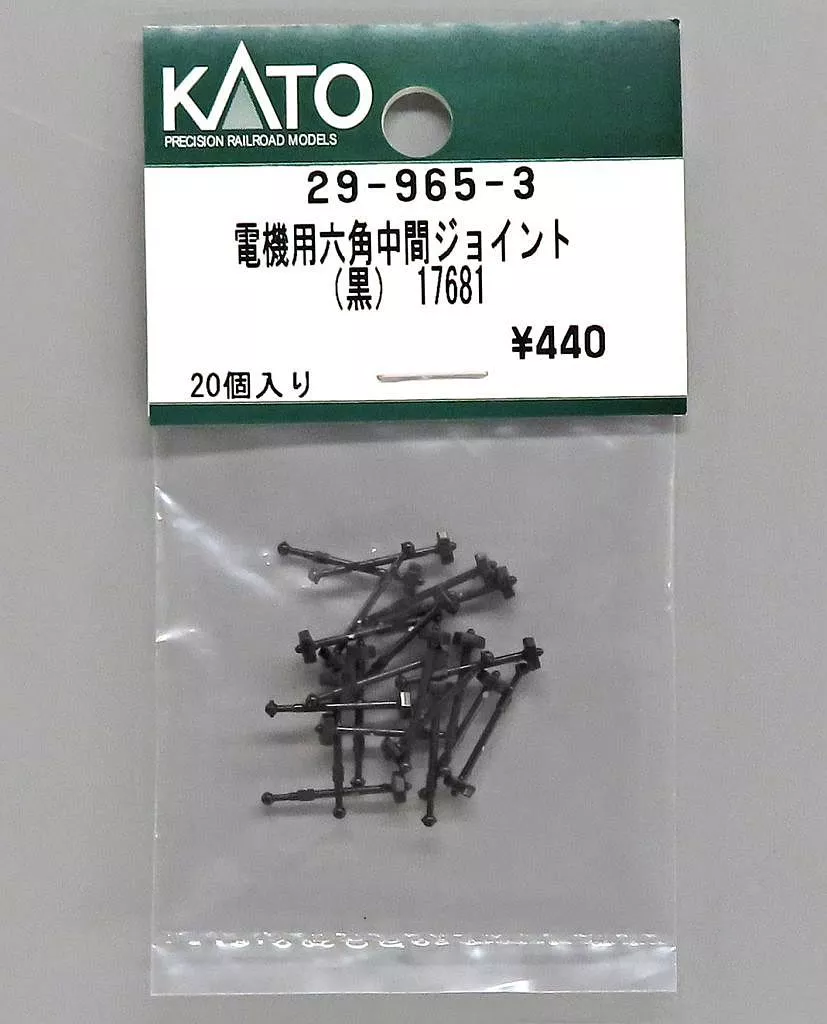 KATO
PRECISION RAILROAD MODELS
29-965-3
電機用六角中間ジョイント
(黒) 17681
¥440
20個入り